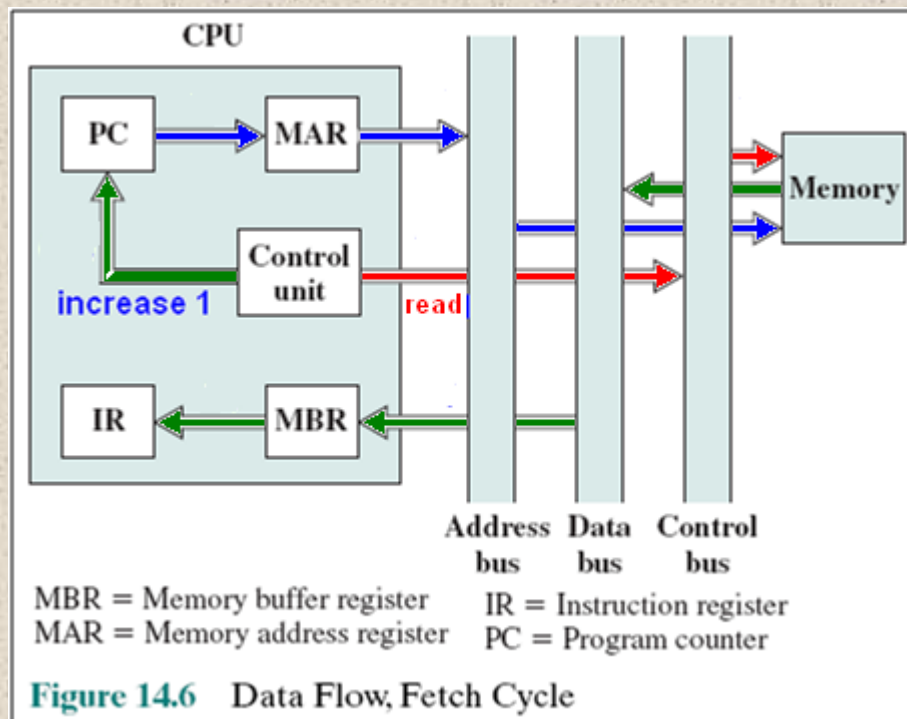 CPU
PC
MAR
Memory
Control
unit
increase 1
read
IR
MBR
Address Data Control
bus bus bus
MBR = Memory buffer register
IR = Instruction register
MAR = Memory address register
PC = Program counter
Figure 14.6 Data Flow, Fetch Cycle